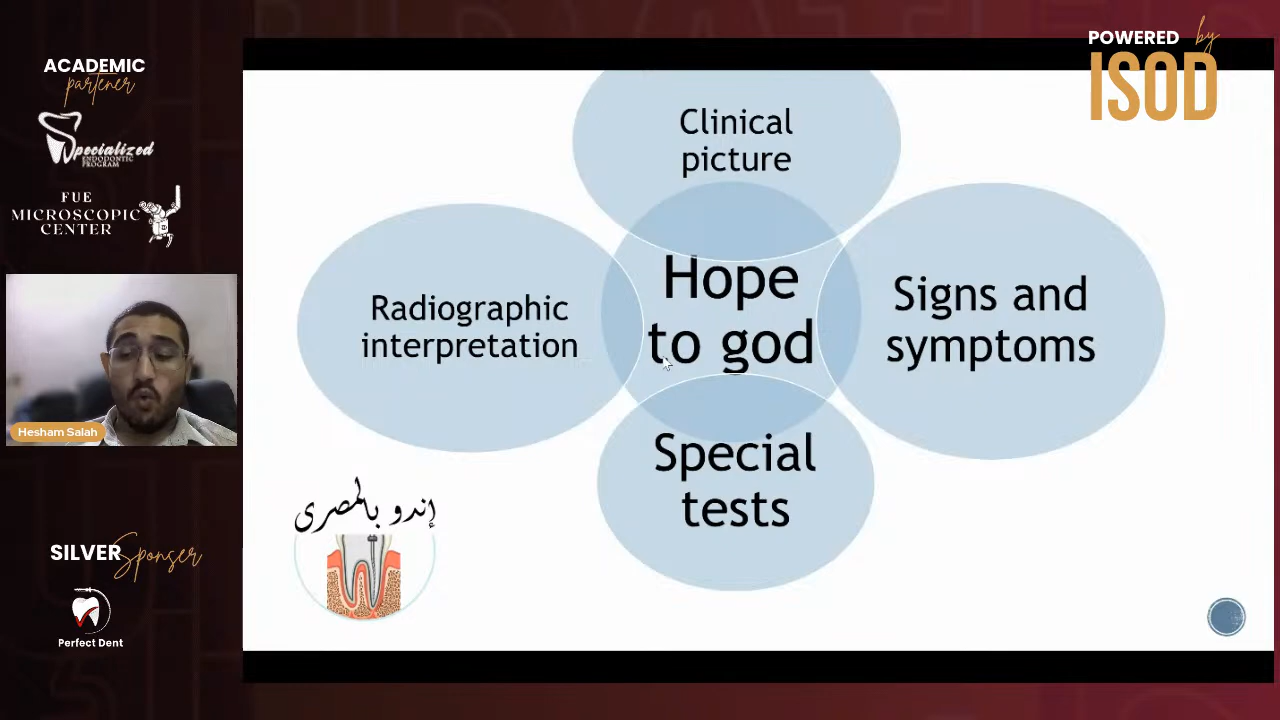 ACADEMIC
partener
Specialized
ENDODONTIC
PROGRAM
FUE
MICROSCOPIC
CENTER
Hesham Salah
SILVER Sponser
Perfect Dent
POWERED by
ISOD
Clinical
picture
Radiographic
interpretation
Hope
to god
Signs and
symptoms
Special
tests
إندو بالمصرى